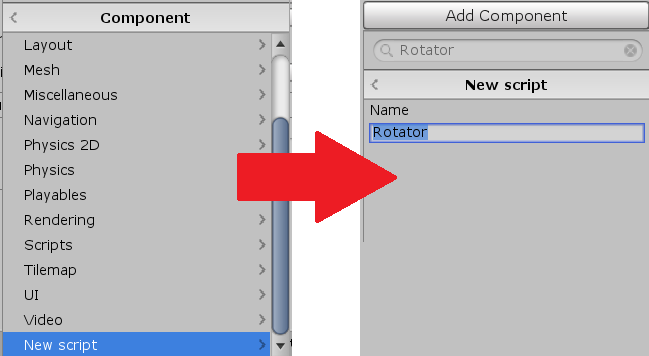 Component
Layout
Mesh
Miscellaneous
Navigation
Physics 2D
Physics
Playables
Rendering
Scripts
Tilemap
UI
Video
New script
Add Component
Rotator
New script
Name
Rotator